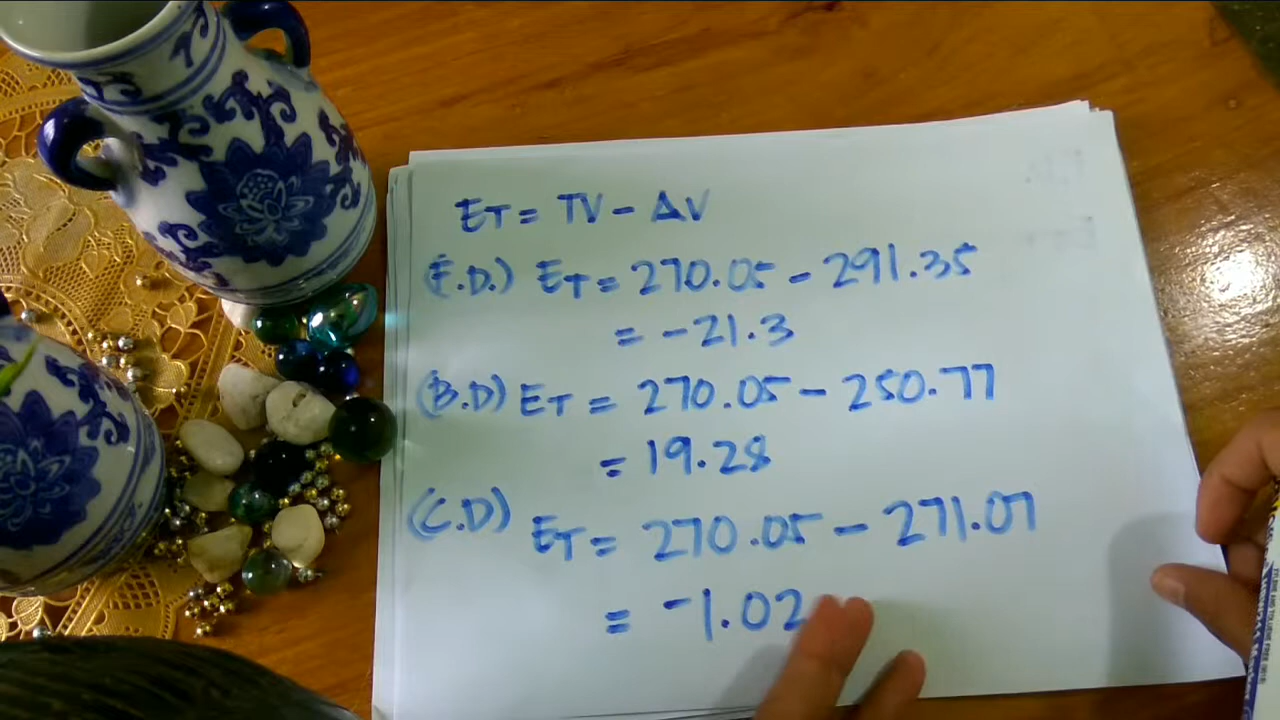 ET = TV - ΔV
(F.D.) ET = 270.05 - 291.35
= -21.3
(B.D) ET = 270.05 - 250.77
= 19.28
(C.D) ET = 270.05 - 271.07
= -1.02